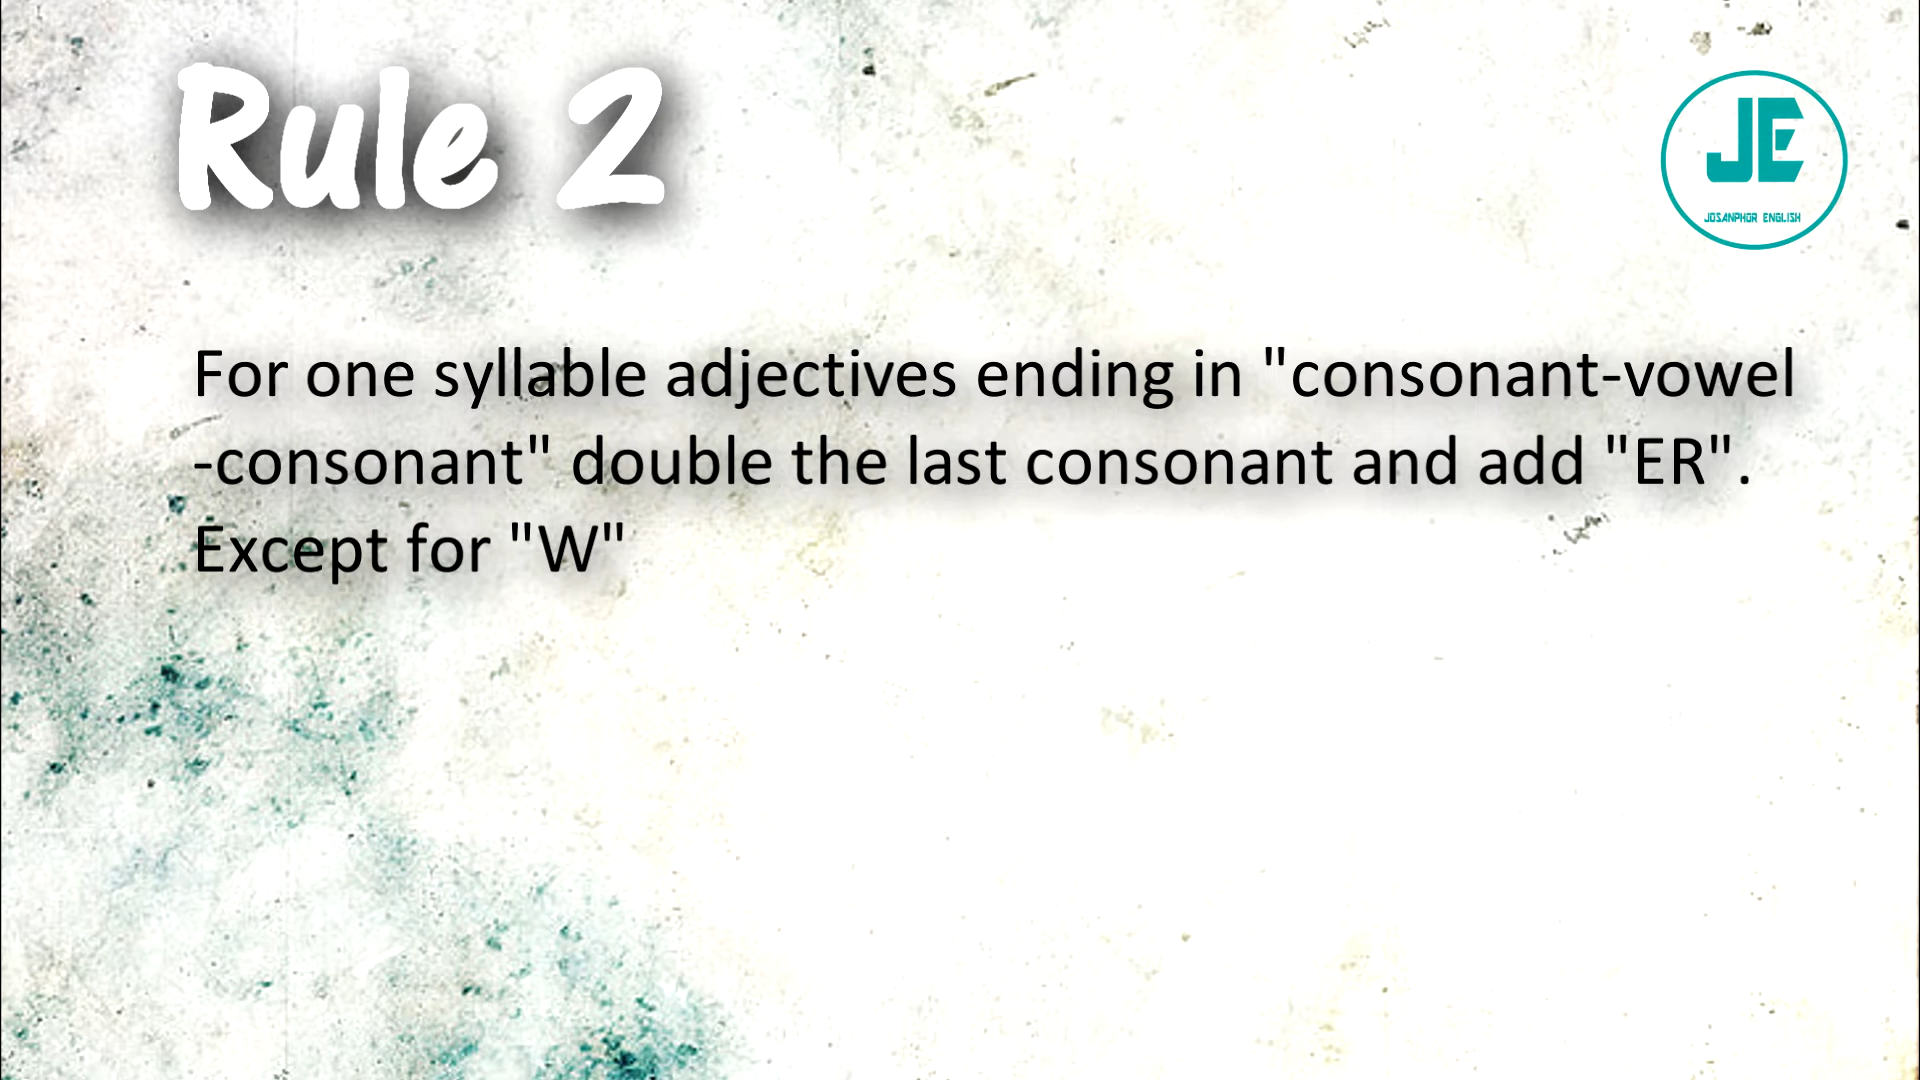 Rule 2
JE
JOSANPHOR ENGLISH
For one syllable adjectives ending in "consonant-vowel
-consonant" double the last consonant and add "ER".
Except for "W"